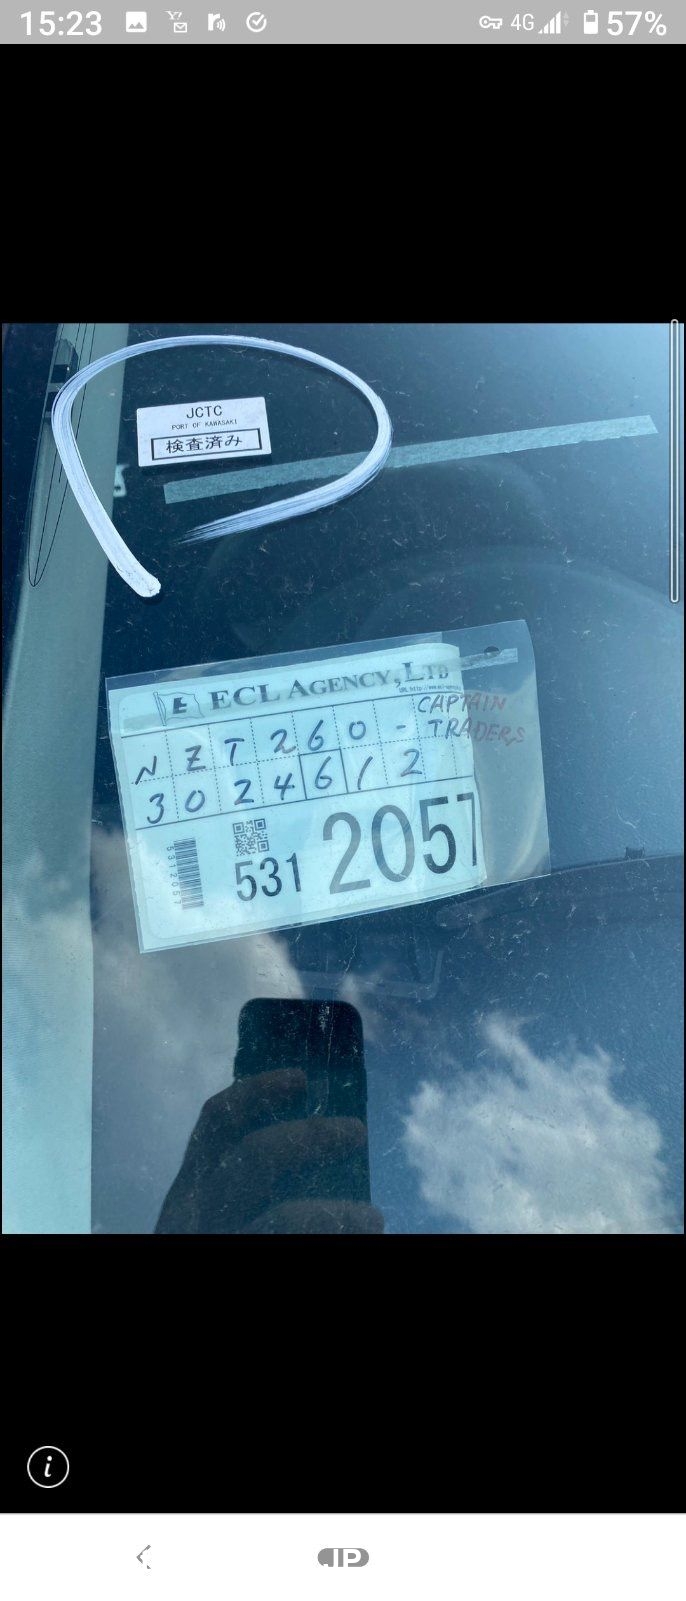 15:23
4G
57%
JCTC
PORT OF KAWASAKI
検査済み
E ECL AGENCY, LTD
CAPTAIN
TRADERS
NZT260-
3024612
5312057
531 2057
i